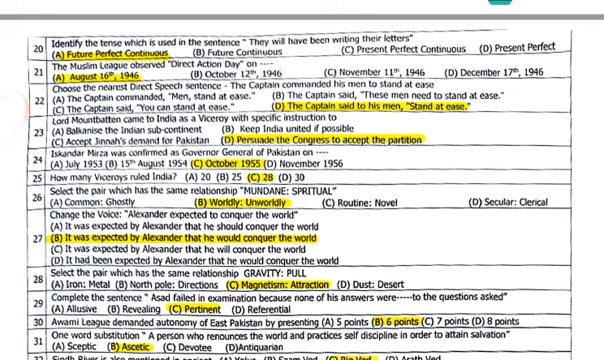 20 Identify the tense which is used in the sentence " They will have been writing their letters"
(A) Future Perfect Continuous (B) Future Continuous (C) Present Perfect Continuous (D) Present Perfect
21 The Muslim League observed "Direct Action Day" on ----
(A) August 16th, 1946 (B) October 12th, 1946 (C) November 11th, 1946 (D) December 17th, 1946
22 Choose the nearest Direct Speech sentence - The Captain commanded his men to stand at ease
(A) The Captain commanded, "Men, stand at ease." (B) The Captain said, "These men need to stand at ease."
(C) The Captain said, "You can stand at ease." (D) The Captain said to his men, "Stand at ease."
23 Lord Mountbatten came to India as a Viceroy with specific instruction to
(A) Balkanise the Indian sub-continent (B) Keep India united if possible
(C) Accept Jinnah's demand for Pakistan (D) Persuade the Congress to accept the partition
24 Iskandar Mirza was confirmed as Governor General of Pakistan on ----
(A) July 1953 (B) 15th August 1954 (C) October 1955 (D) November 1956
25 How many Viceroys ruled India? (A) 20 (B) 25 (C) 28 (D) 30
26 Select the pair which has the same relationship "MUNDANE: SPRITUAL"
(A) Common: Ghostly (B) Worldly: Unworldly (C) Routine: Novel (D) Secular: Clerical
27 Change the Voice: "Alexander expected to conquer the world"
(A) It was expected by Alexander that he should conquer the world
(B) It was expected by Alexander that he would conquer the world
(C) It was expected by Alexander that he will conquer the world
(D) It had been expected by Alexander that he would conquer the world
28 Select the pair which has the same relationship GRAVITY: PULL
(A) Iron: Metal (B) North pole: Directions (C) Magnetism: Attraction (D) Dust: Desert
29 Complete the sentence " Asad failed in examination because none of his answers were-----to the questions asked"
(A) Allusive (B) Revealing (C) Pertinent (D) Referential
30 Awami League demanded autonomy of East Pakistan by presenting (A) 5 points (B) 6 points (C) 7 points (D) 8 points
31 One word substitution " A person who renounces the world and practices self discipline in order to attain salvation"
(A) Sceptic (B) Ascetic (C) Devotee (D)Antiquarian